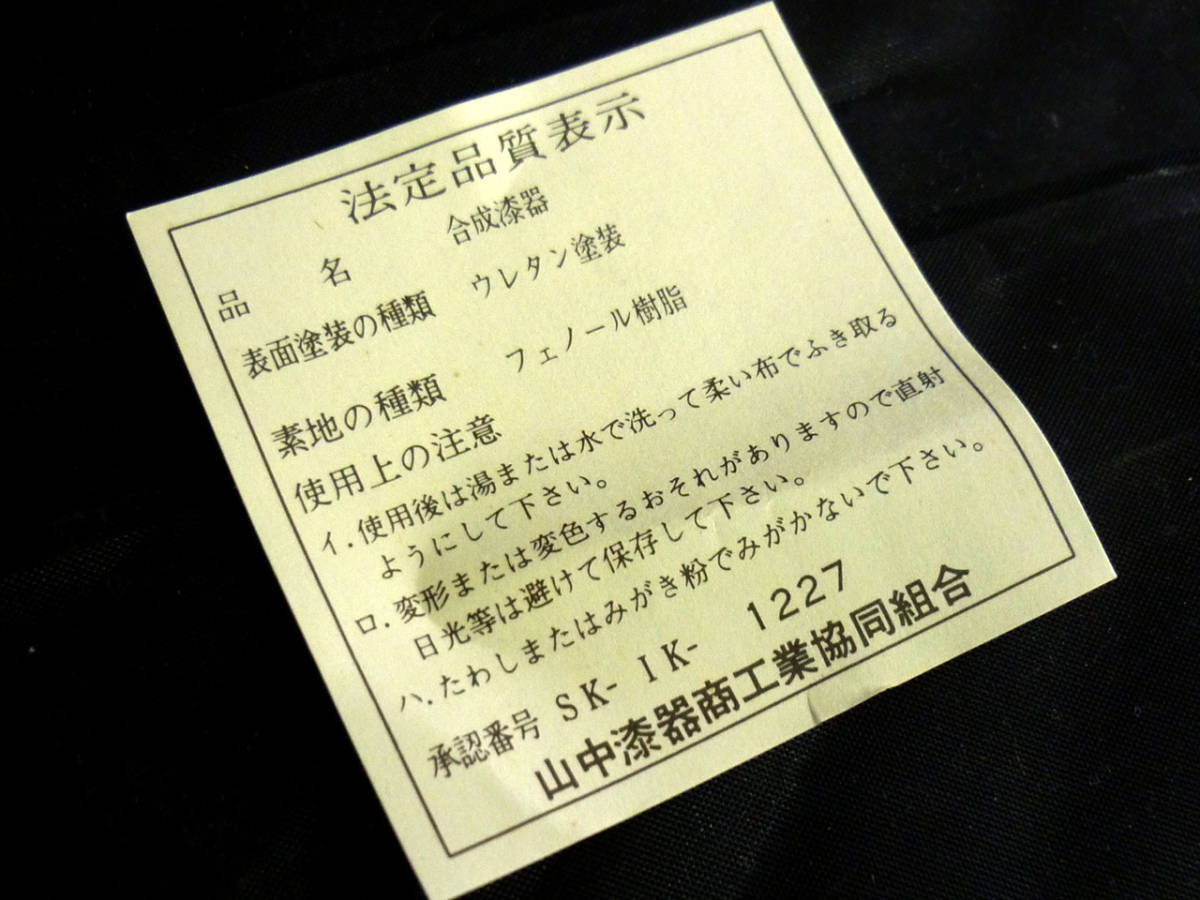 法定品質表示
品名 合成漆器
表面塗装の種類 ウレタン塗装
素地の種類 フェノール樹脂
使用上の注意
イ.使用後は湯または水で洗って柔い布でふき取る
ようにして下さい。
ロ.変形または変色するおそれがありますので直射
日光等は避けて保存して下さい。
ハ.たわしまたはみがき粉でみがかないで下さい。
承認番号 SK- IK- 1227
山中漆器商工業協同組合